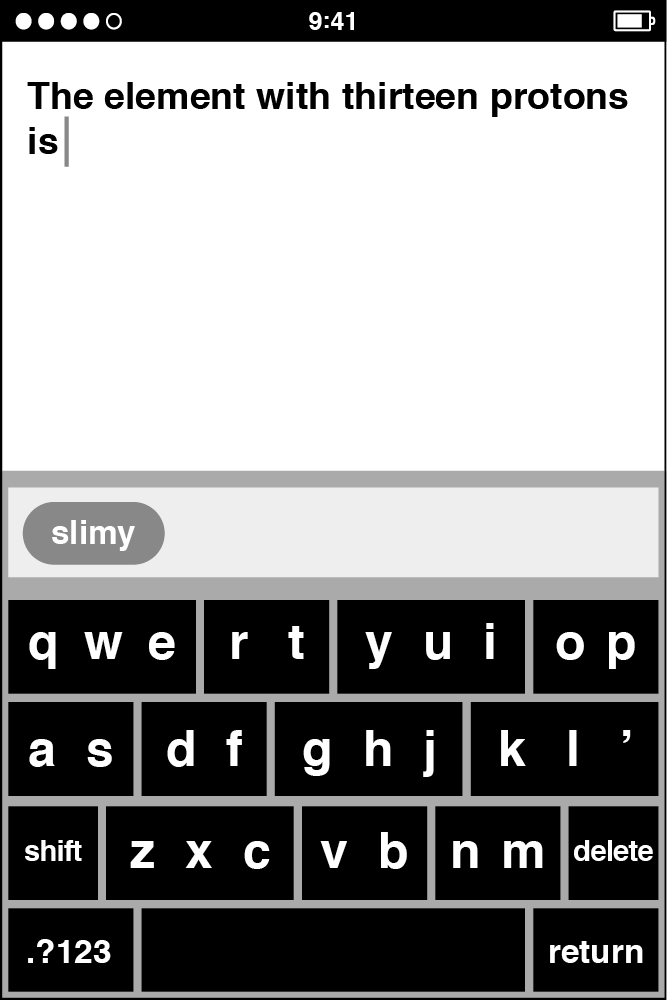 9:41
The element with thirteen protons
is
slimy
q w e r t y u i o p
a s d f g h j k l ’
shift z x c v b n m delete
.?123 return